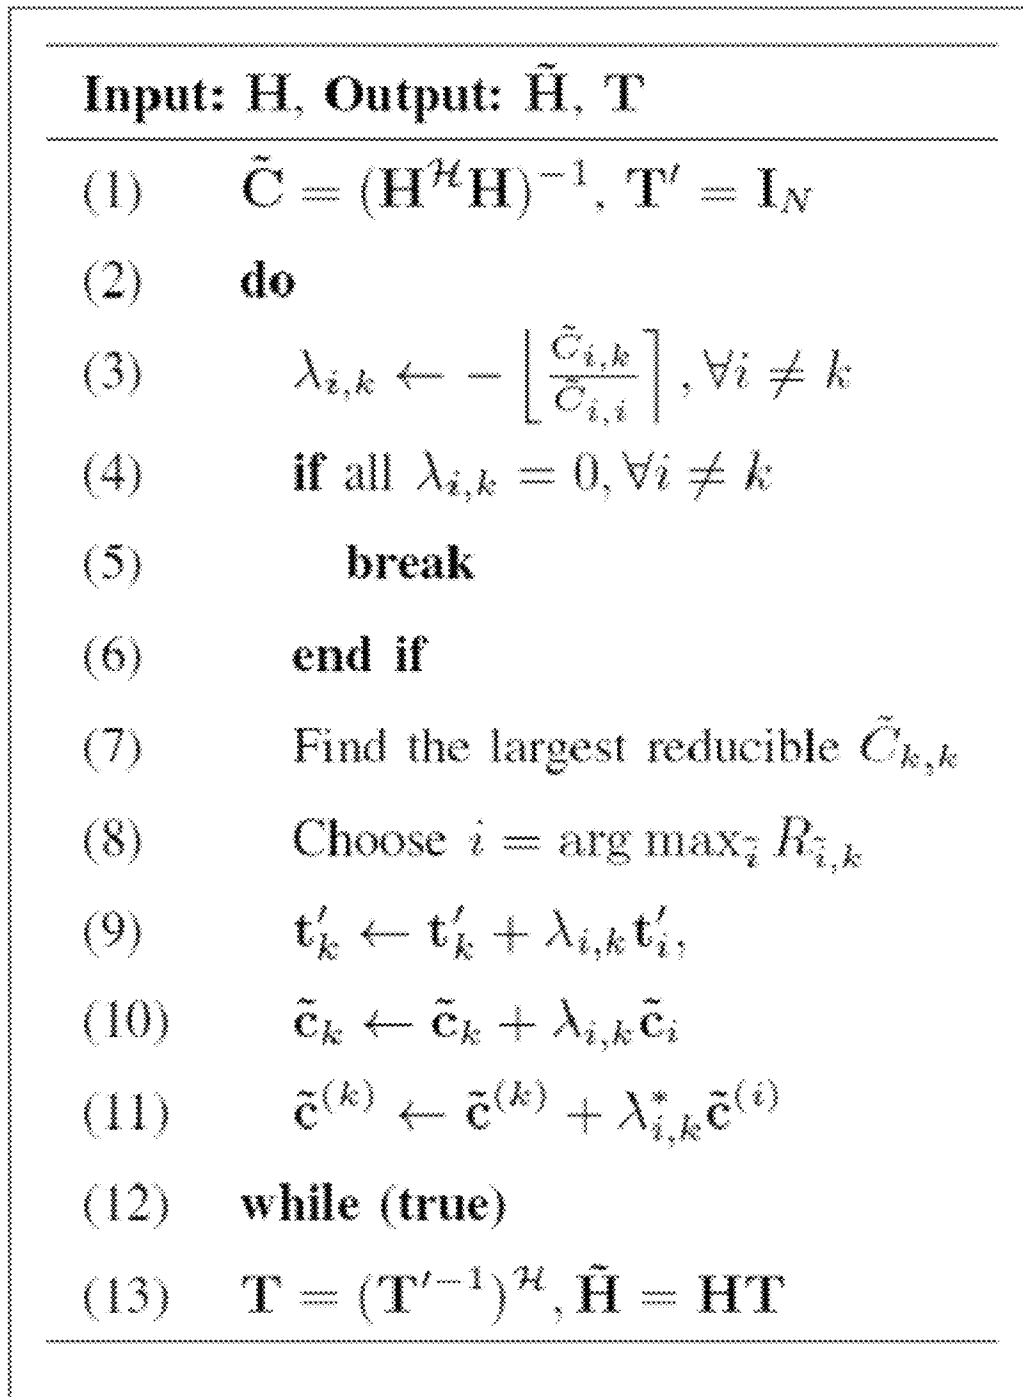 Input: H, Output: H̃, T
(1) C̃ = (H^ℋ H)^{−1}, T′ = I_N
(2) do
(3) λ_{i,k} ← − ⌊ C̃_{i,k} / C̃_{i,i} ⌉ , ∀i ≠ k
(4) if all λ_{i,k} = 0, ∀i ≠ k
(5) break
(6) end if
(7) Find the largest reducible C̃_{k,k}
(8) Choose i = arg max_{ĩ} R_{ĩ,k}
(9) t′_k ← t′_k + λ_{i,k} t′_i,
(10) c̃_k ← c̃_k + λ_{i,k} c̃_i
(11) c̃^{(k)} ← c̃^{(k)} + λ*_{i,k} c̃^{(i)}
(12) while (true)
(13) T = (T′^{−1})^ℋ, H̃ = HT